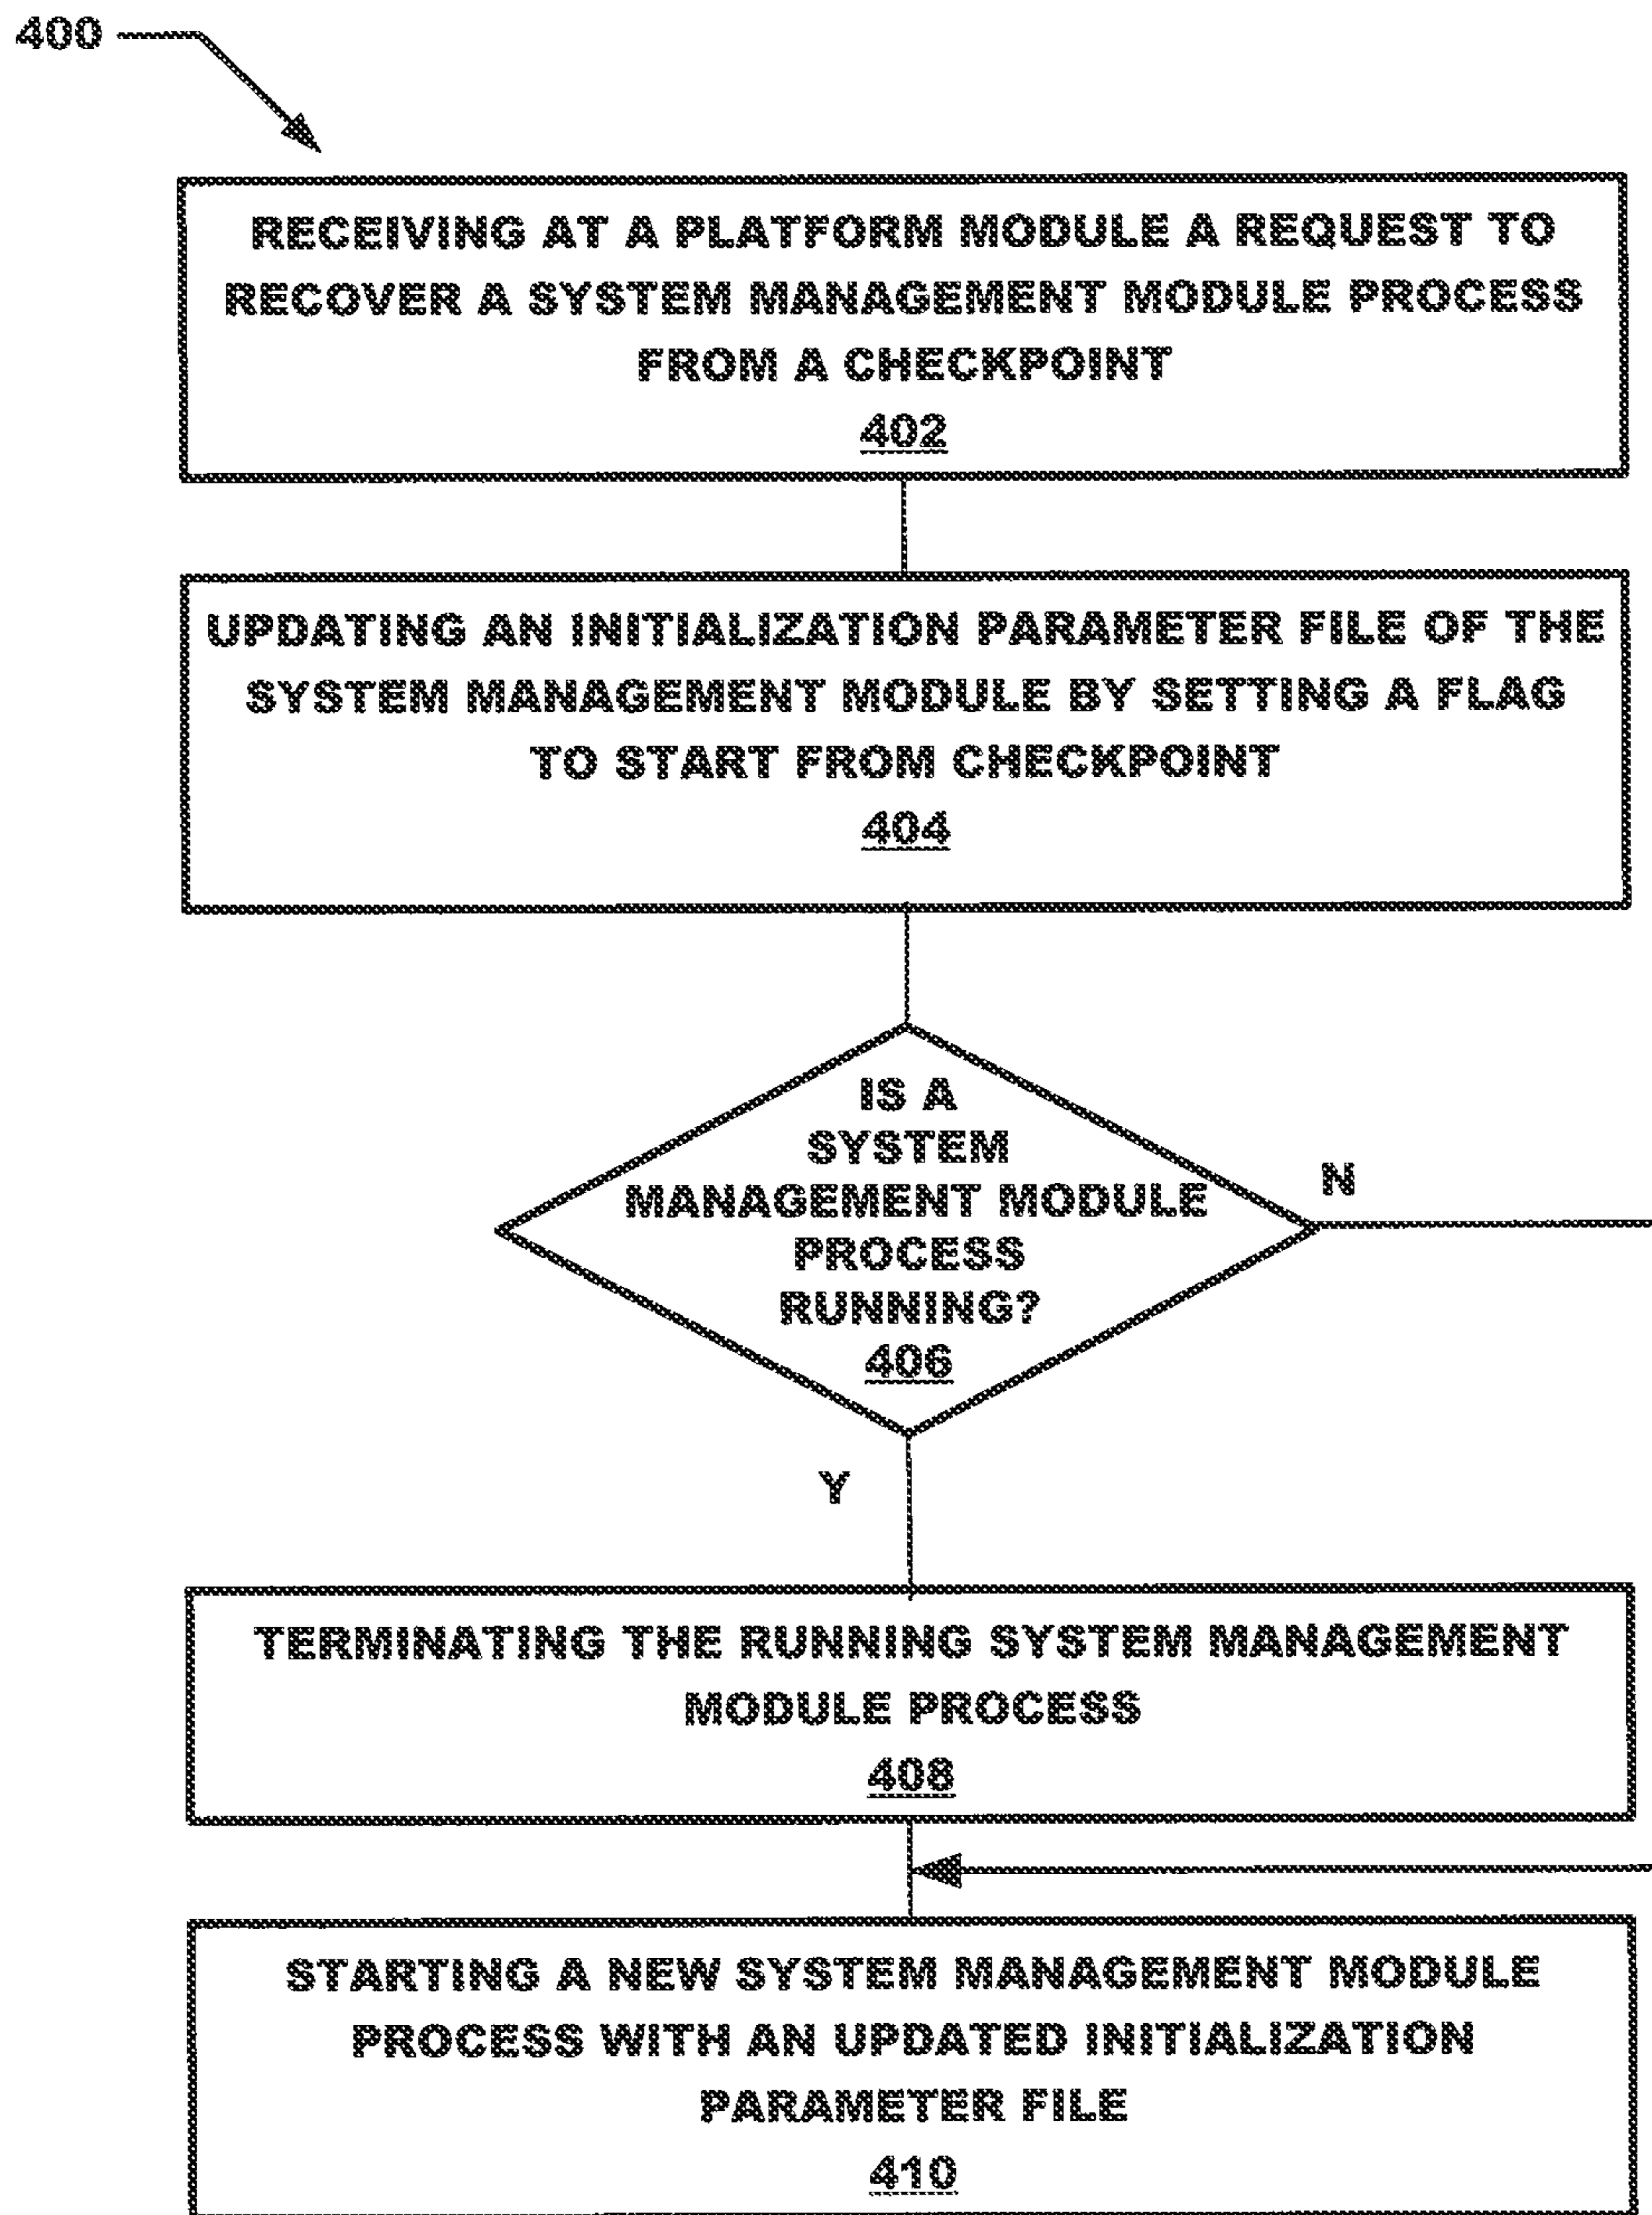 400
RECEIVING AT A PLATFORM MODULE A REQUEST TO
RECOVER A SYSTEM MANAGEMENT MODULE PROCESS
FROM A CHECKPOINT
402
UPDATING AN INITIALIZATION PARAMETER FILE OF THE
SYSTEM MANAGEMENT MODULE BY SETTING A FLAG
TO START FROM CHECKPOINT
404
IS A
SYSTEM
MANAGEMENT MODULE
PROCESS
RUNNING?
406
N
Y
TERMINATING THE RUNNING SYSTEM MANAGEMENT
MODULE PROCESS
408
STARTING A NEW SYSTEM MANAGEMENT MODULE
PROCESS WITH AN UPDATED INITIALIZATION
PARAMETER FILE
410